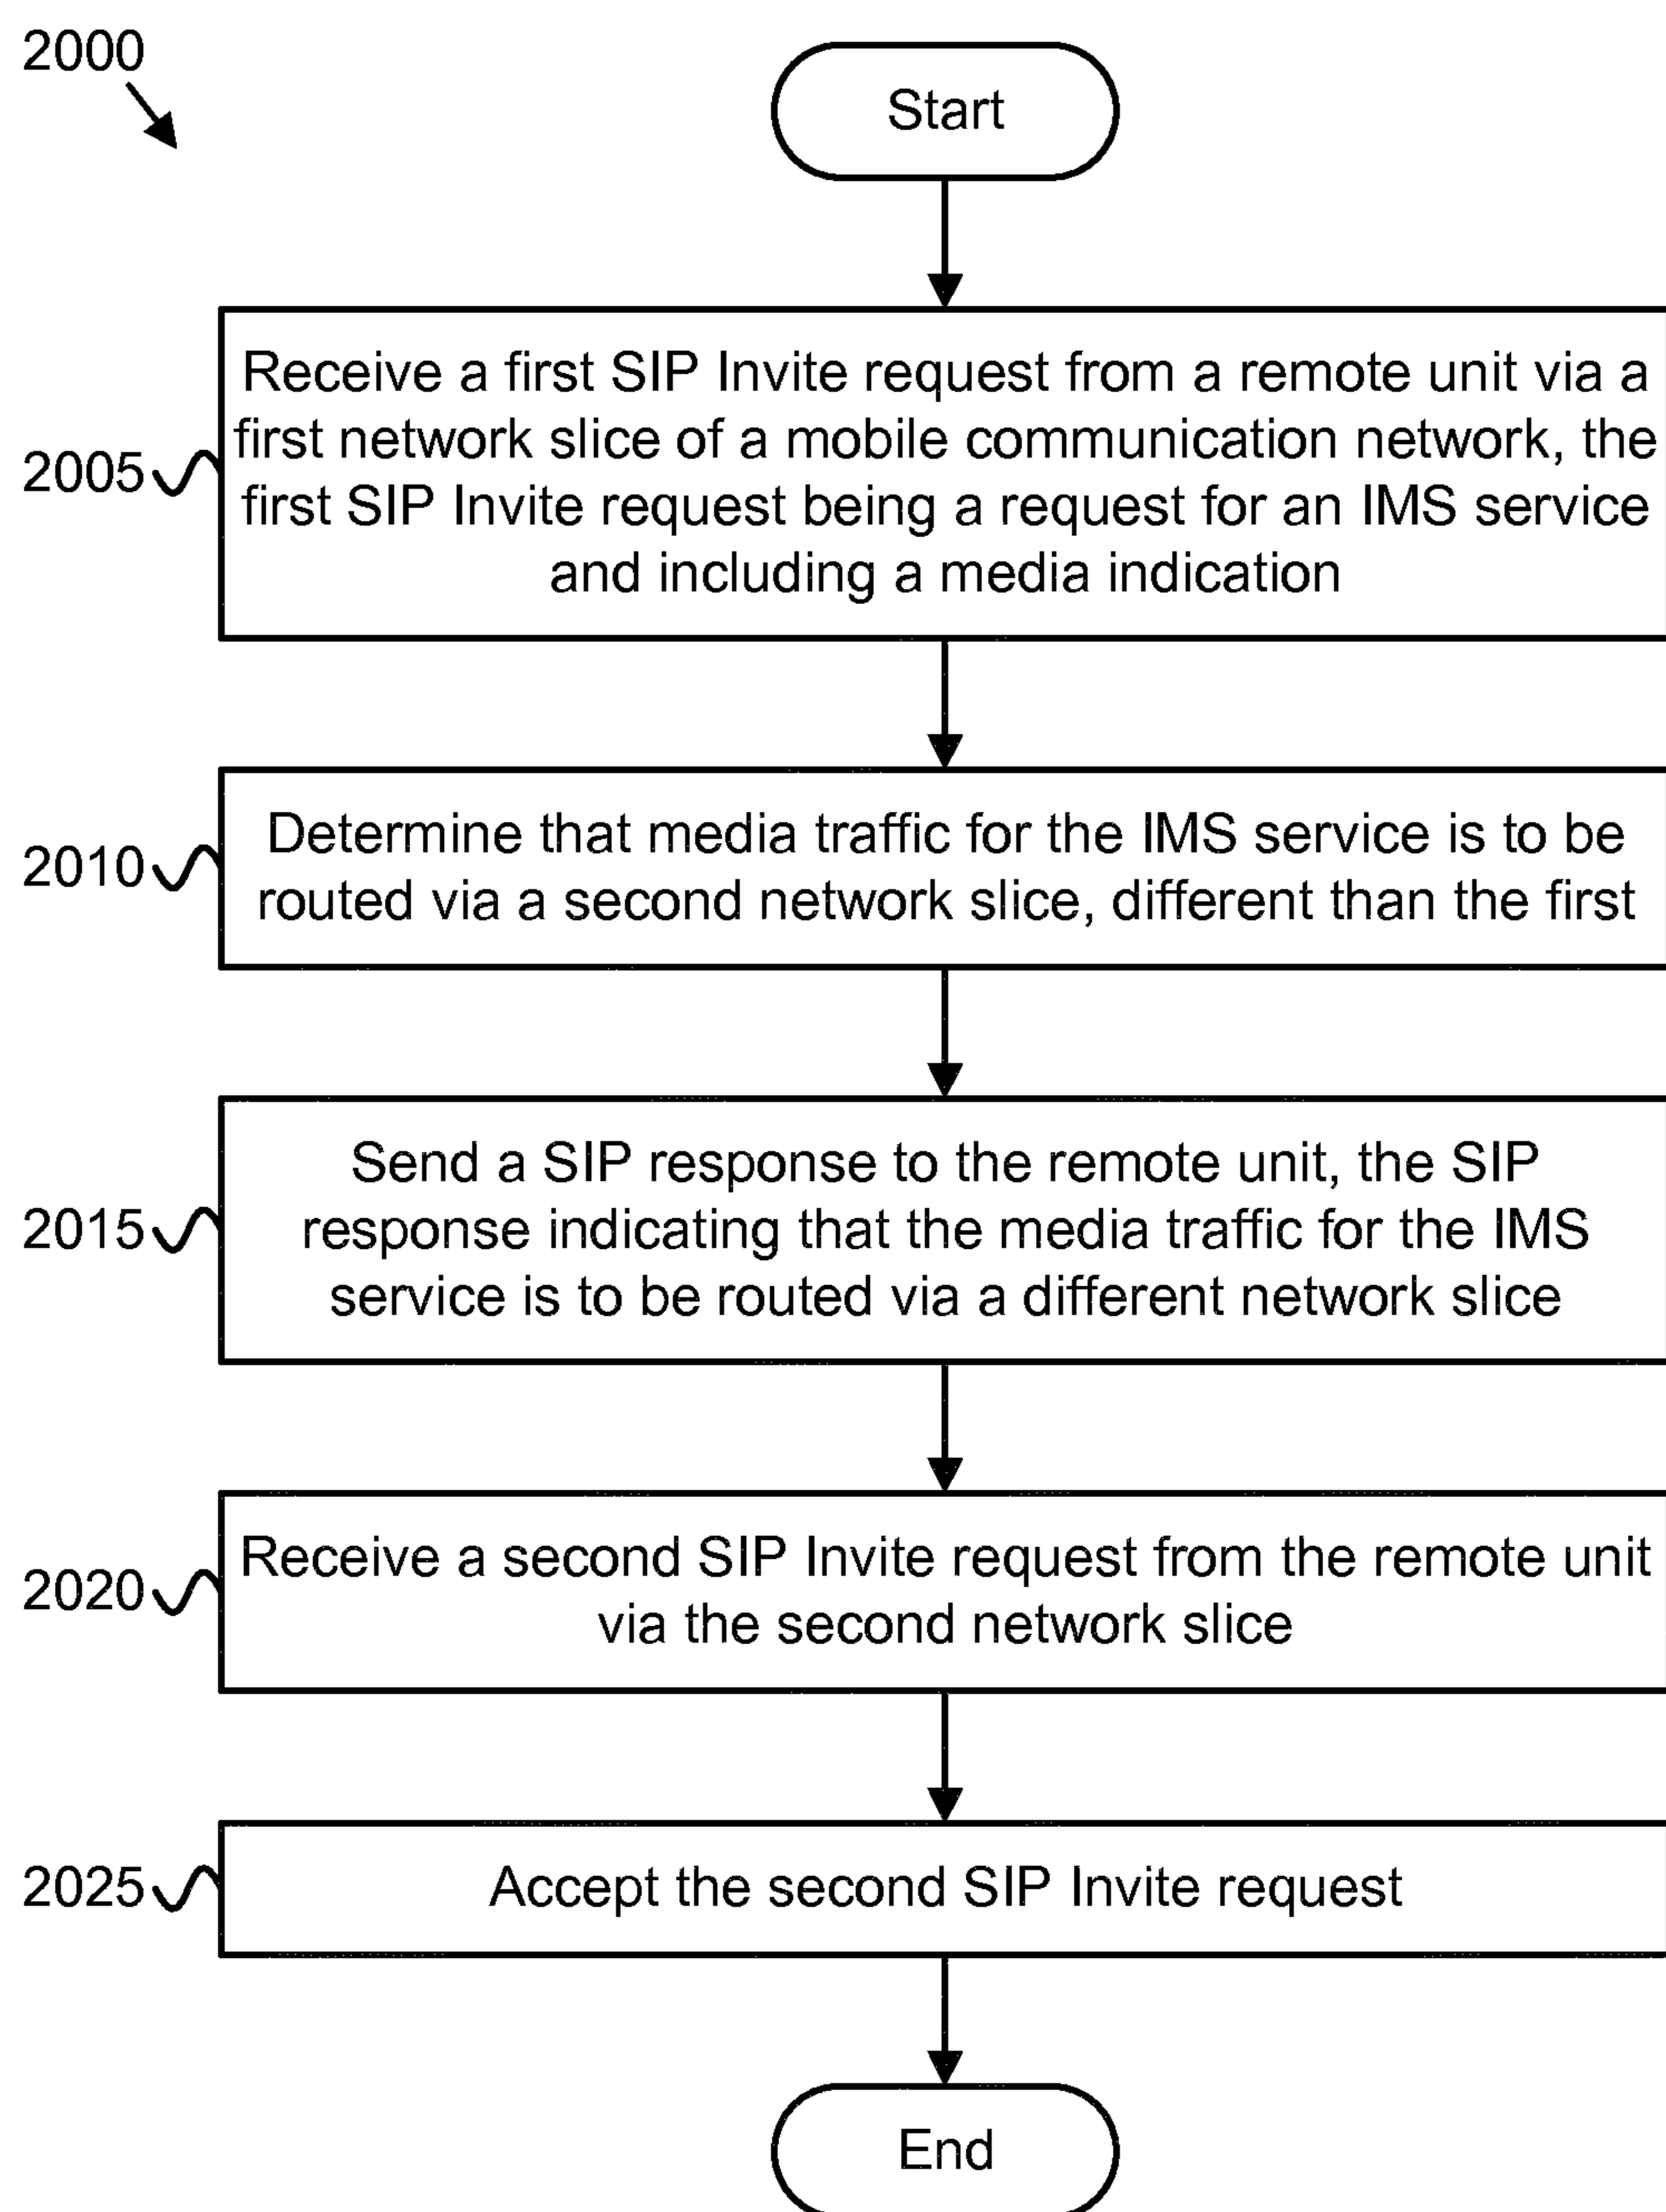 2000
Start
2005
Receive a first SIP Invite request from a remote unit via a
first network slice of a mobile communication network, the
first SIP Invite request being a request for an IMS service
and including a media indication
2010
Determine that media traffic for the IMS service is to be
routed via a second network slice, different than the first
2015
Send a SIP response to the remote unit, the SIP
response indicating that the media traffic for the IMS
service is to be routed via a different network slice
2020
Receive a second SIP Invite request from the remote unit
via the second network slice
2025
Accept the second SIP Invite request
End